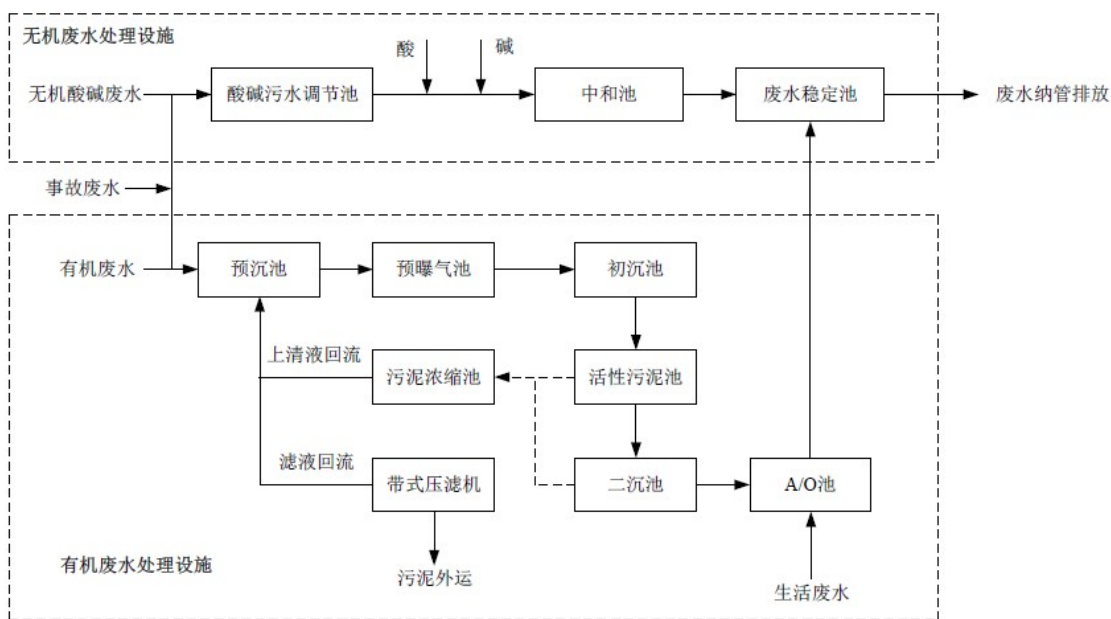 无机废水处理设施
酸
碱
无机酸碱废水
酸碱污水调节池
中和池
废水稳定池
废水纳管排放
事故废水
有机废水
预沉池
预曝气池
初沉池
上清液回流
污泥浓缩池
活性污泥池
滤液回流
带式压滤机
二沉池
A/O池
污泥外运
生活废水
有机废水处理设施